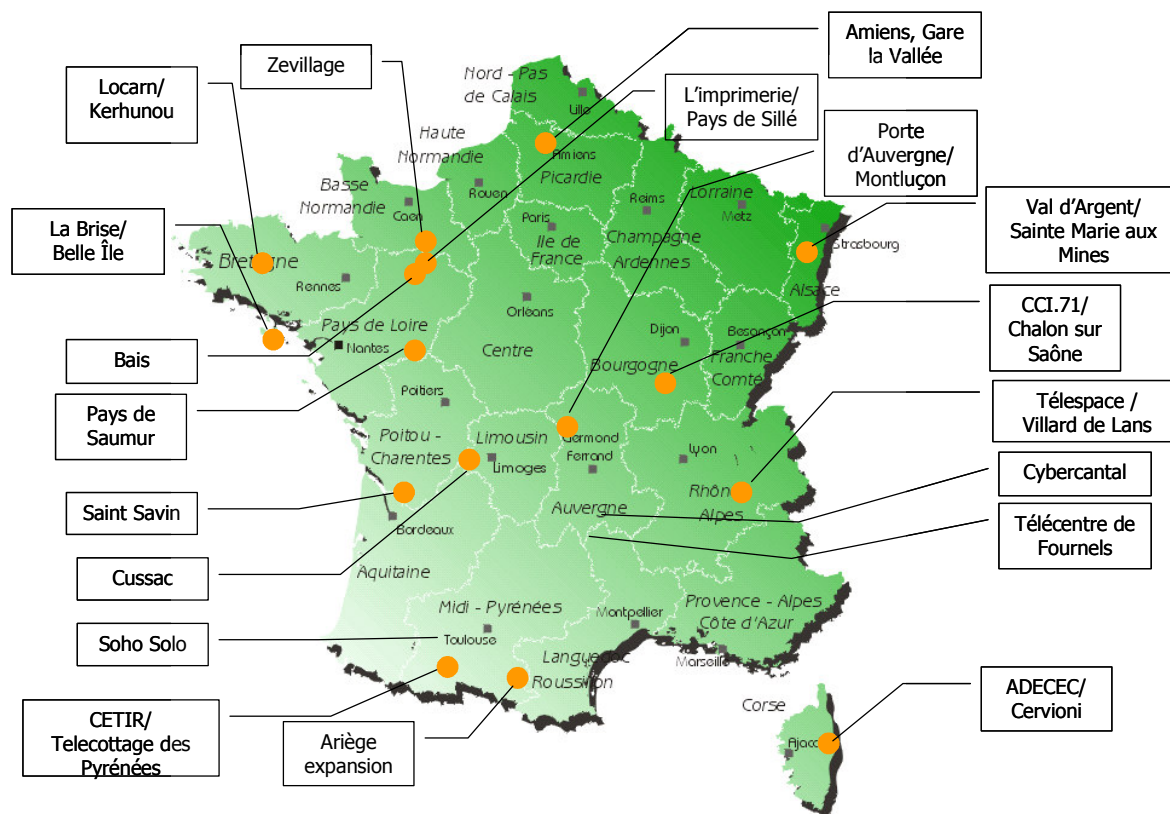 Amiens, Gare
la Vallée
Zevillage
Locarn/
Kerhunou
L'imprimerie/
Pays de Sillé
Porte
d'Auvergne/
Montluçon
La Brise/
Belle Île
Val d'Argent/
Sainte Marie aux
Mines
CCI.71/
Chalon sur
Saône
Bais
Pays de
Saumur
Télespace /
Villard de Lans
Cybercantal
Saint Savin
Télécentre de
Fournels
Cussac
Soho Solo
CETIR/
Telecottage des
Pyrénées
Ariège
expansion
ADECEC/
Cervioni
Nord - Pas
de Calais
Lille
Haute
Normandie
Amiens
Picardie
Rouen
Basse
Normandie
Caen
Reims
Lorraine
Metz
Paris
Ile de
France
Champagne
Ardennes
Strasbourg
Alsace
Bretagne
Rennes
Orléans
Pays de Loire
Nantes
Centre
Dijon
Besançon
Bourgogne
Franche
Comté
Poitiers
Poitou -
Charentes
Limousin
Limoges
Clermond
Ferrand
Lyon
Rhône
Alpes
Auvergne
Bordeaux
Aquitaine
Midi - Pyrénées
Toulouse
Montpellier
Provence - Alpes
Côte d'Azur
Marseille
Languedoc
Roussillon
Corse